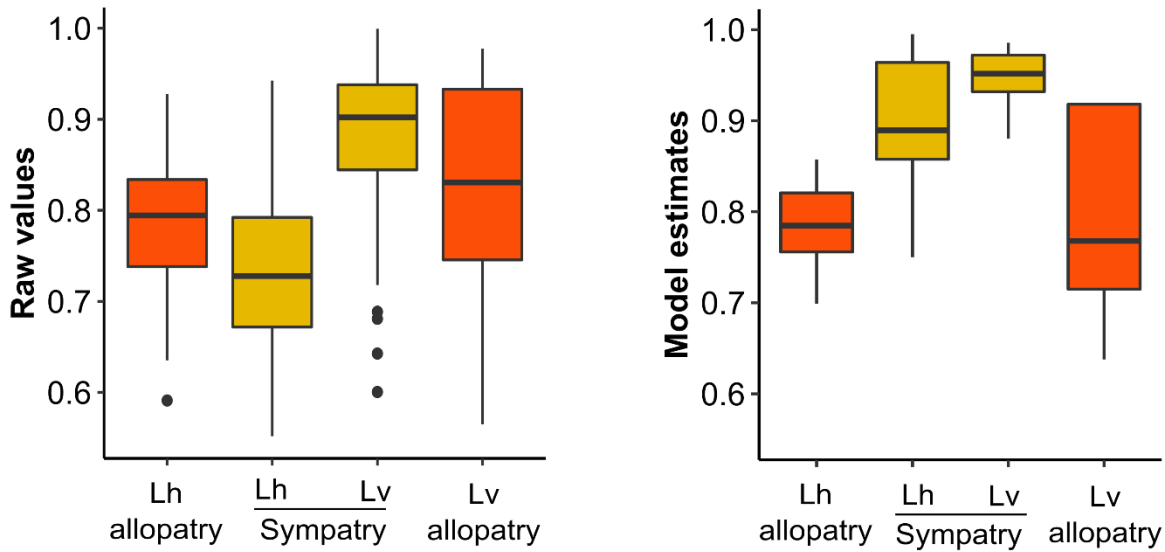 Raw values
1.0
0.9
0.8
0.7
0.6
Lh
allopatry
Lh Lv
Sympatry
Lv
allopatry
Model estimates
1.0
0.9
0.8
0.7
0.6
Lh
allopatry
Lh Lv
Sympatry
Lv
allopatry